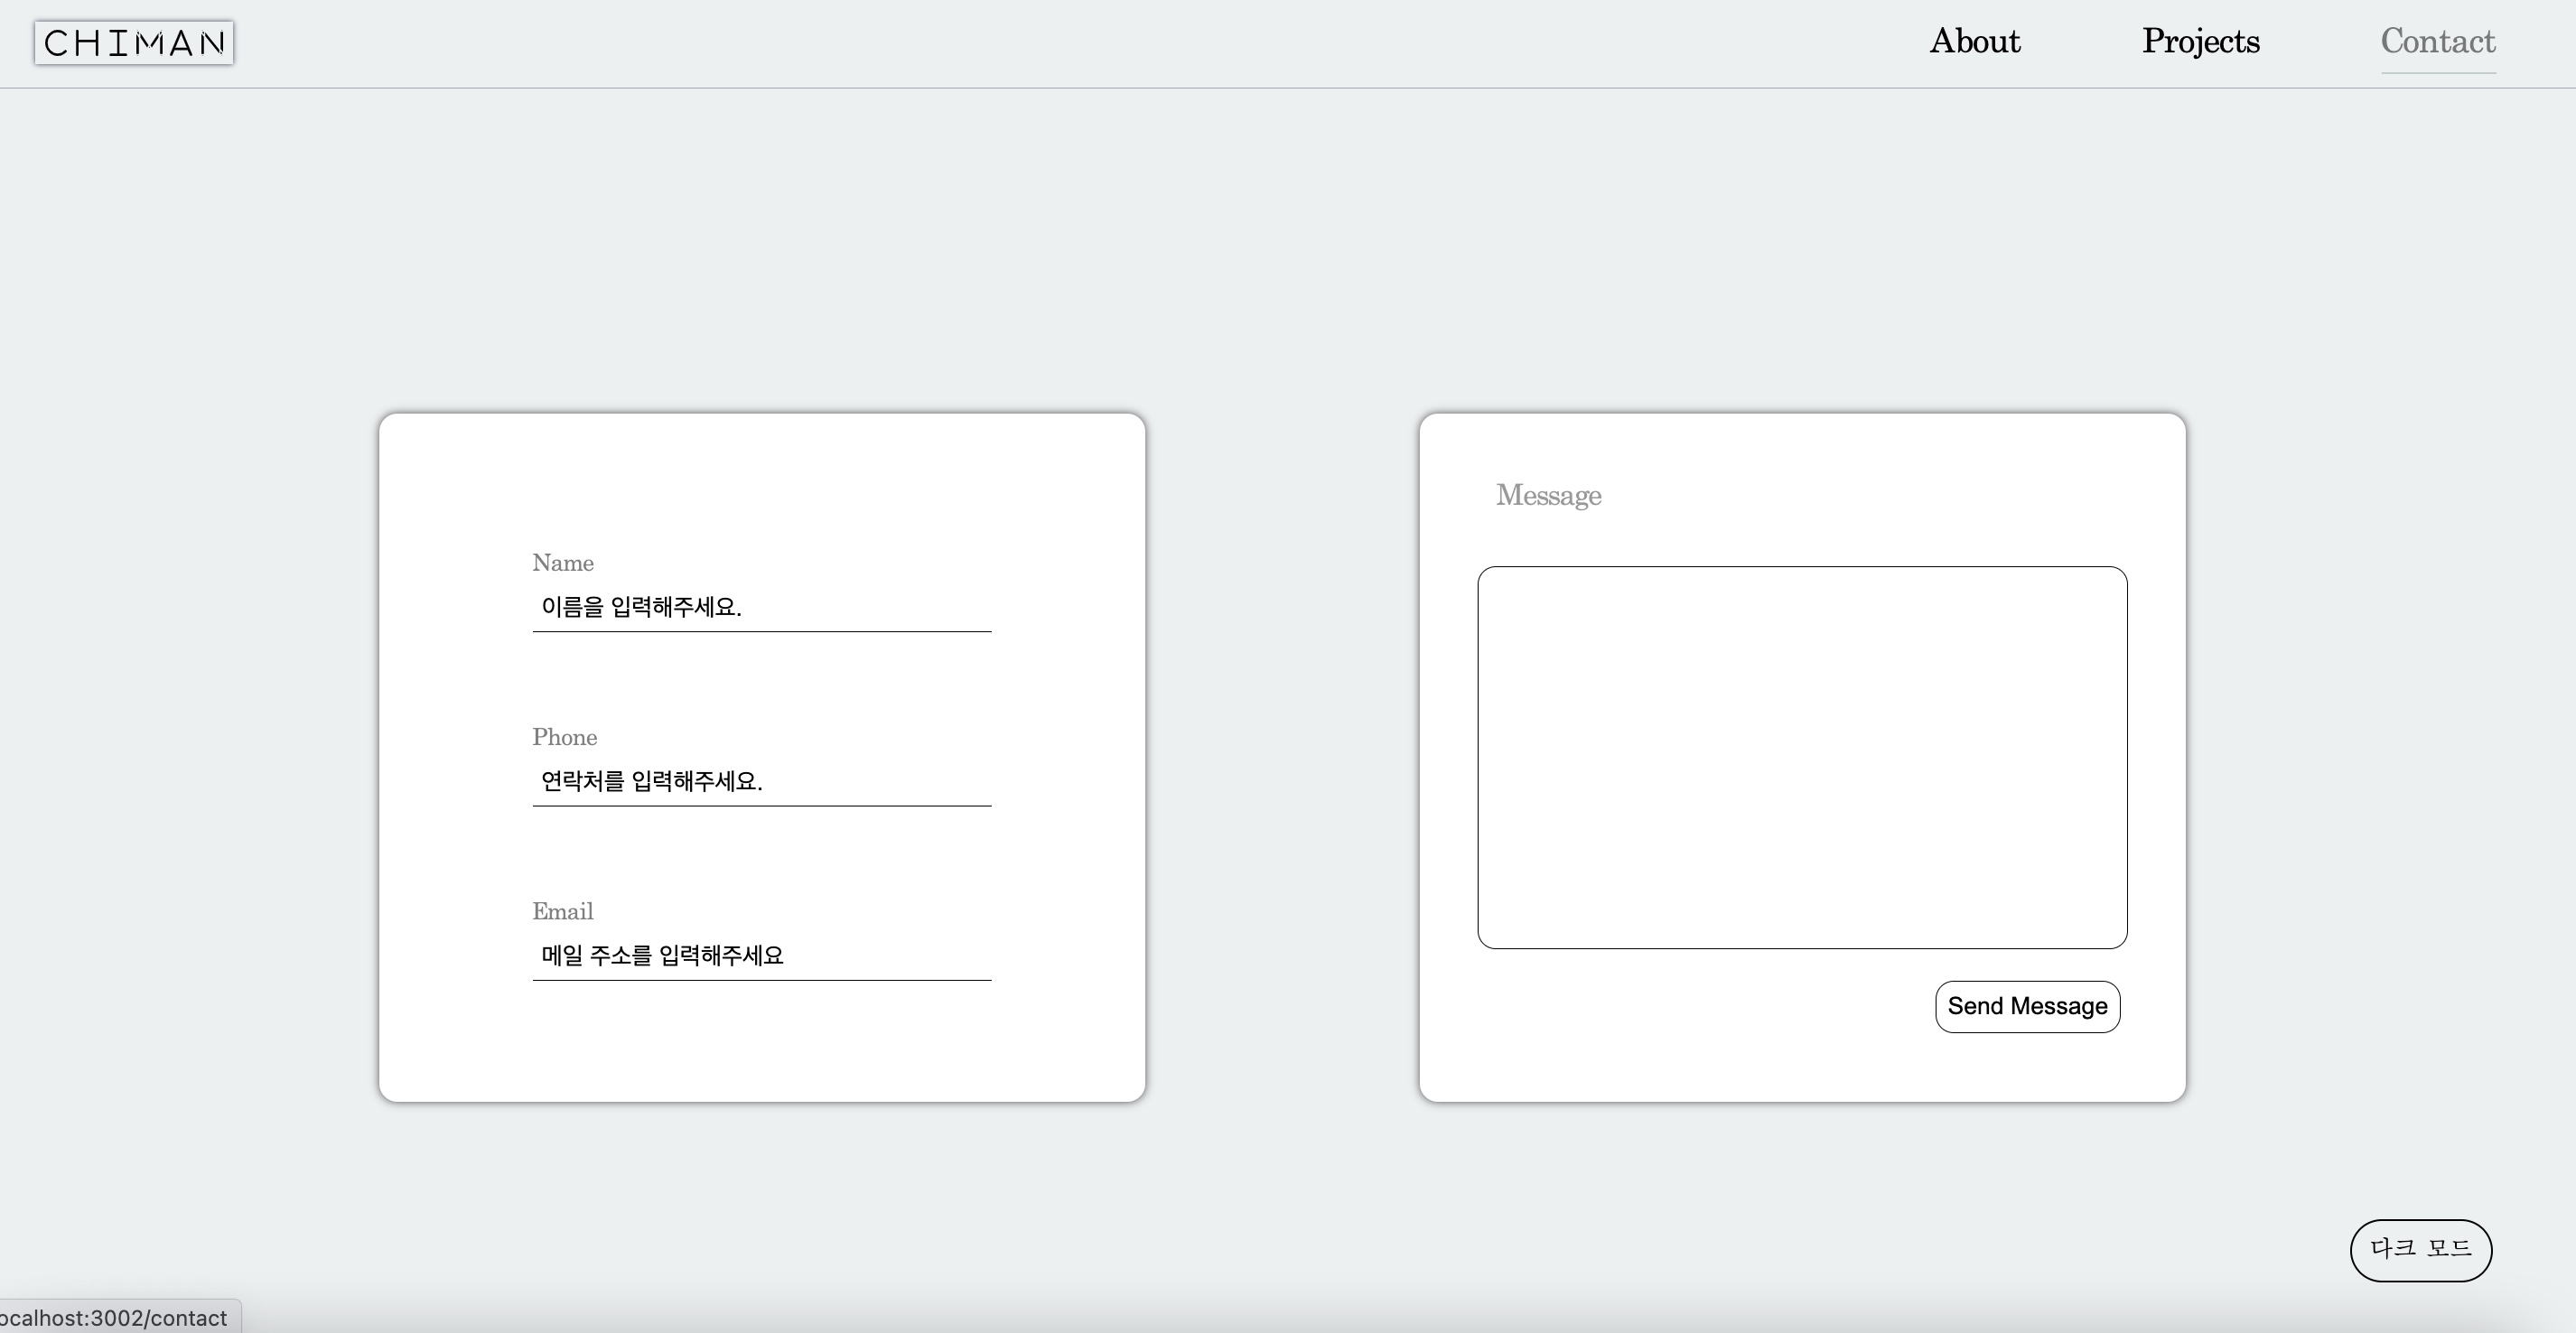 CHIMAN
About Projects Contact
Name
이름을 입력해주세요.
Phone
연락처를 입력해주세요.
Email
메일 주소를 입력해주세요
Message
Send Message
다크 모드
ocalhost:3002/contact